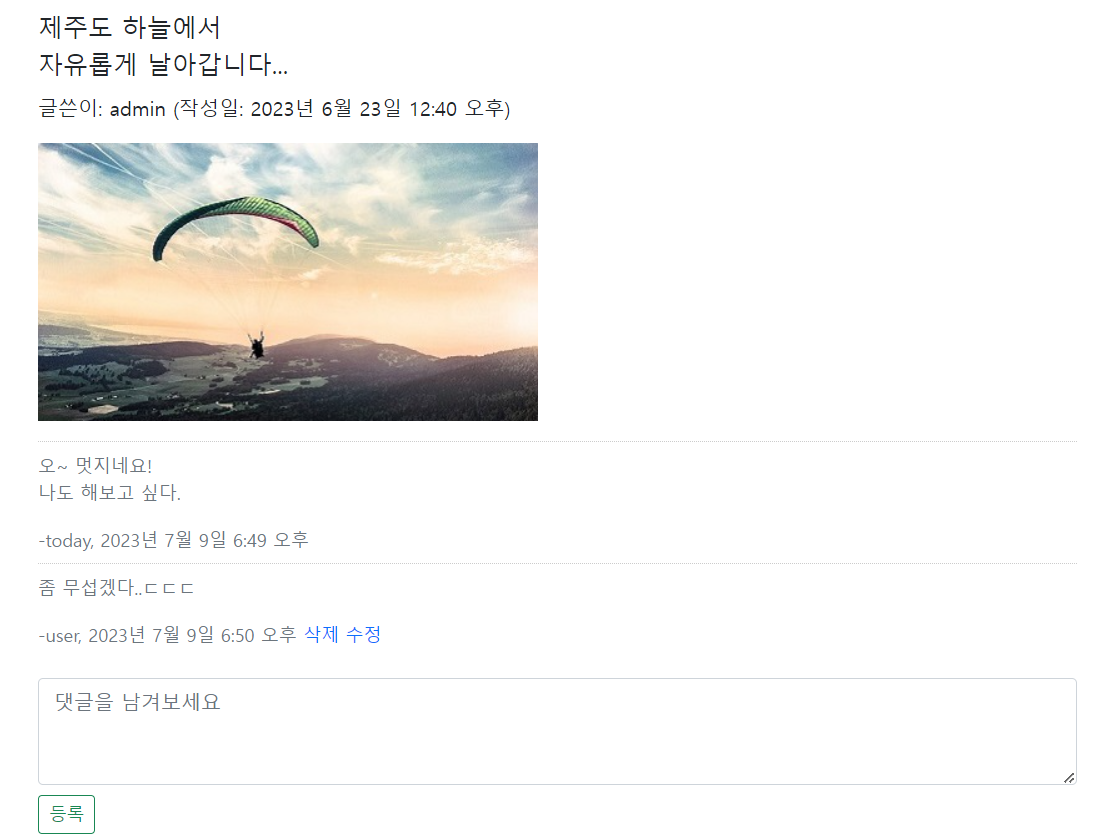 제주도 하늘에서
자유롭게 날아갑니다...
글쓴이: admin (작성일: 2023년 6월 23일 12:40 오후)
오~ 멋지네요!
나도 해보고 싶다.
-today, 2023년 7월 9일 6:49 오후
좀 무섭겠다..ㄷㄷㄷ
-user, 2023년 7월 9일 6:50 오후 삭제 수정
댓글을 남겨보세요
등록